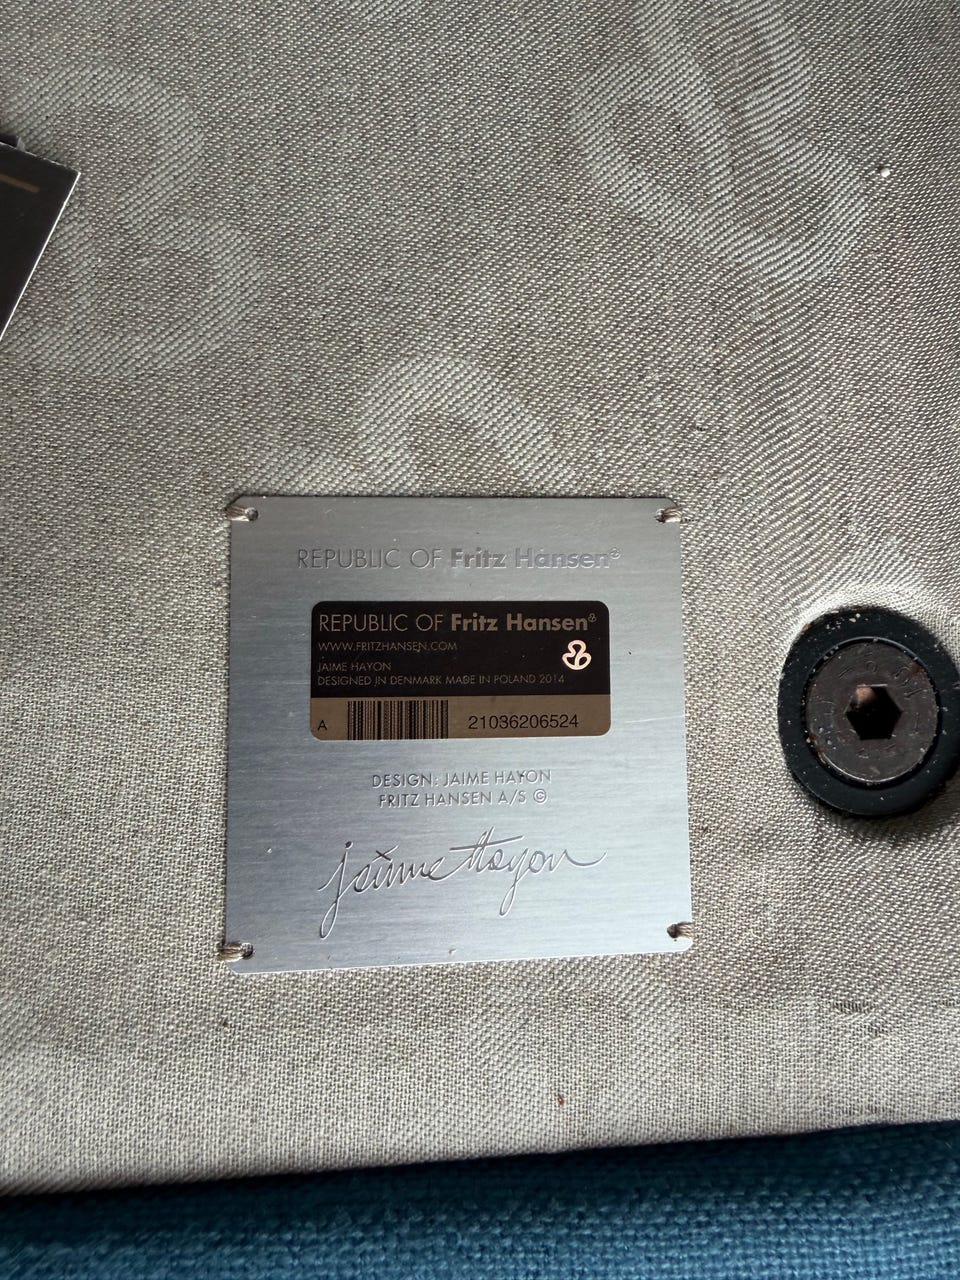 REPUBLIC OF Fritz Hansen®
REPUBLIC OF Fritz Hansen
WWW.FRITZHANSEN.COM
JAIME HAYON
DESIGNED IN DENMARK MADE IN POLAND 2014
A 21036206524
DESIGN: JAIME HAYON
FRITZ HANSEN A/S ©
jaime Hayon